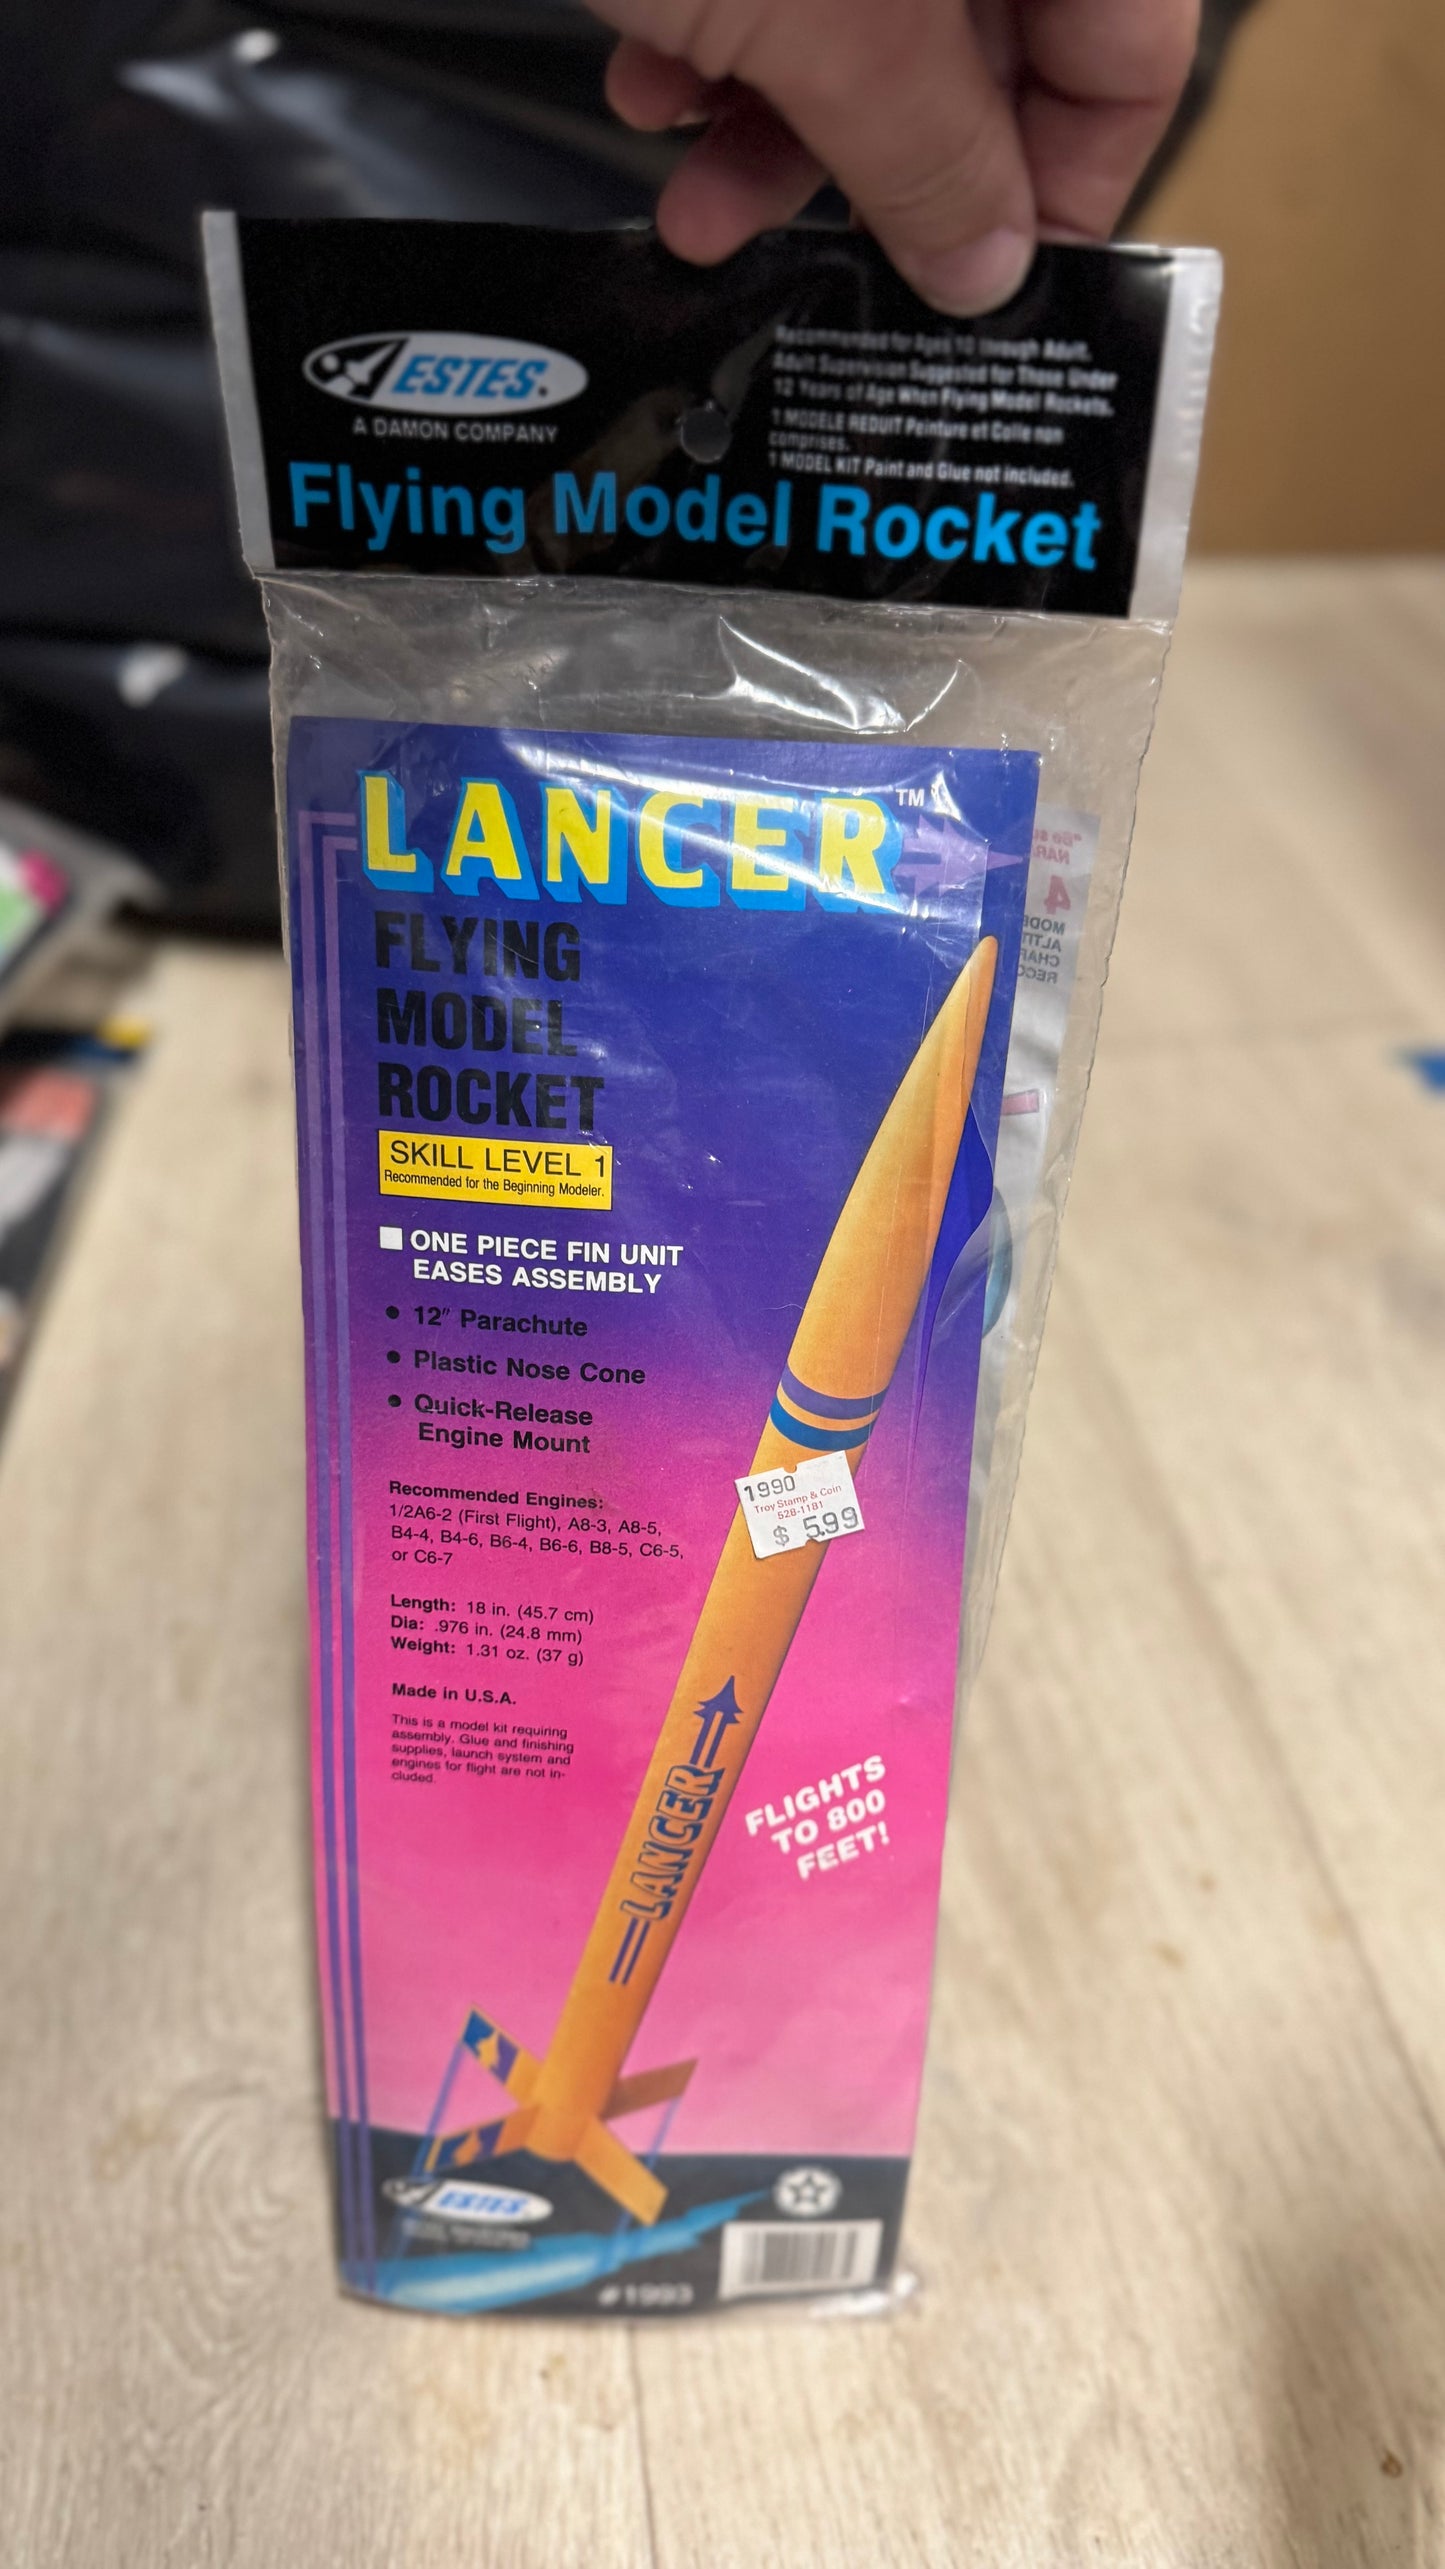 ESTES
A DAMON COMPANY
Recommended for Ages 10 through Adult.
Adult Supervision Suggested for Those Under
12 Years of Age When Flying Model Rockets.
1 MODELE REDUIT Peinture et Colle non
comprises.
1 MODEL KIT Paint and Glue not included.
Flying Model Rocket
LANCER™
FLYING
MODEL
ROCKET
SKILL LEVEL 1
Recommended for the Beginning Modeler.
ONE PIECE FIN UNIT
EASES ASSEMBLY
• 12" Parachute
• Plastic Nose Cone
• Quick-Release
Engine Mount
Recommended Engines:
1/2A6-2 (First Flight), A8-3, A8-5,
B4-4, B4-6, B6-4, B6-6, B8-5, C6-5,
or C6-7
Length: 18 in. (45.7 cm)
Dia: .976 in. (24.8 mm)
Weight: 1.31 oz. (37 g)
Made in U.S.A.
This is a model kit requiring
assembly. Glue and finishing
supplies, launch system and
engines for flight are not in-
cluded.
1990
Troy Stamp & Coin
528-1181
$ 5.99
LANCER
FLIGHTS
TO 800
FEET!
4
ESTES
#1993